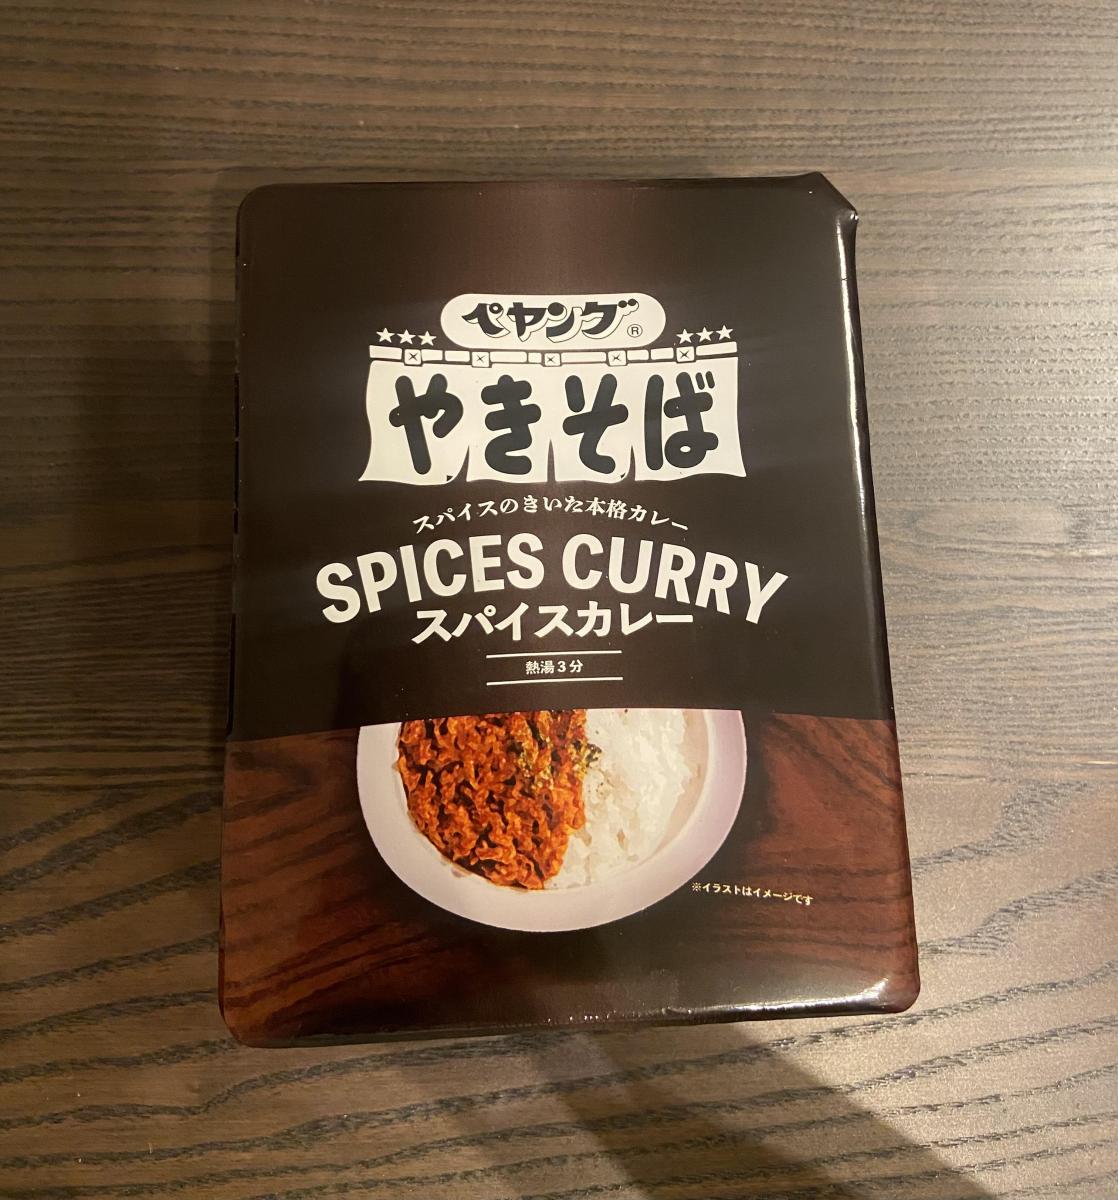 ペヤング®
やきそば
スパイスのきいた本格カレー
SPICES CURRY
スパイスカレー
熱湯3分
※イラストはイメージです